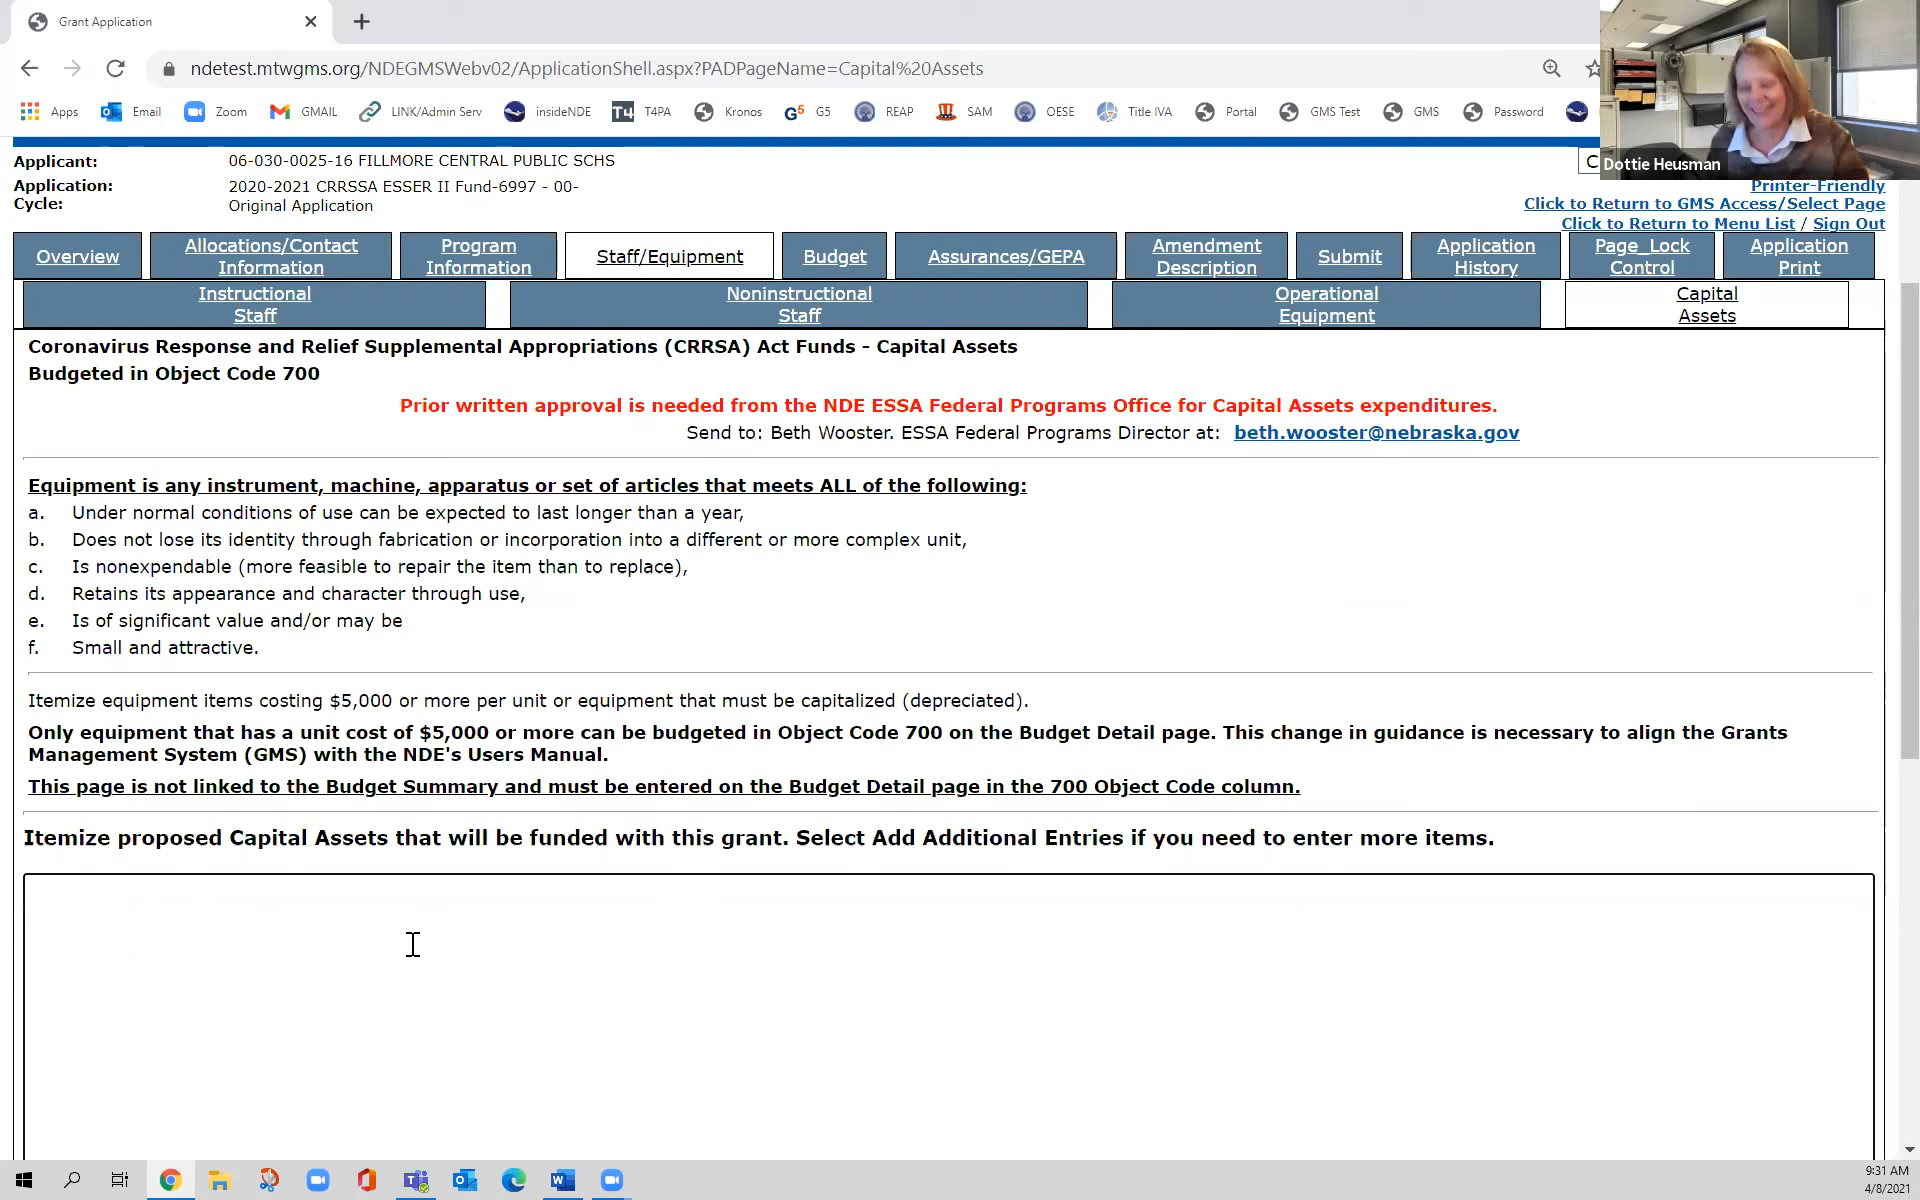 Grant Application
ndetest.mtwgms.org/NDEGMSWebv02/ApplicationShell.aspx?PADPageName=Capital%20Assets
Apps Email Zoom GMAIL LINK/Admin Serv insideNDE T4 T4PA Kronos G5 G5 REAP SAM OESE Title IVA Portal GMS Test GMS Password
Dottie Heusman
Applicant: 06-030-0025-16 FILLMORE CENTRAL PUBLIC SCHS
Application: 2020-2021 CRRSSA ESSER II Fund-6997 - 00-
Cycle: Original Application
C
Printer-Friendly
Click to Return to GMS Access/Select Page
Click to Return to Menu List / Sign Out
Overview
Allocations/Contact
Information
Program
Information
Staff/Equipment
Budget
Assurances/GEPA
Amendment
Description
Submit
Application
History
Page_Lock
Control
Application
Print
Instructional
Staff
Noninstructional
Staff
Operational
Equipment
Capital
Assets
Coronavirus Response and Relief Supplemental Appropriations (CRRSA) Act Funds - Capital Assets
Budgeted in Object Code 700
Prior written approval is needed from the NDE ESSA Federal Programs Office for Capital Assets expenditures.
Send to: Beth Wooster. ESSA Federal Programs Director at: beth.wooster@nebraska.gov
Equipment is any instrument, machine, apparatus or set of articles that meets ALL of the following:
a. Under normal conditions of use can be expected to last longer than a year,
b. Does not lose its identity through fabrication or incorporation into a different or more complex unit,
c. Is nonexpendable (more feasible to repair the item than to replace),
d. Retains its appearance and character through use,
e. Is of significant value and/or may be
f. Small and attractive.
Itemize equipment items costing $5,000 or more per unit or equipment that must be capitalized (depreciated).
Only equipment that has a unit cost of $5,000 or more can be budgeted in Object Code 700 on the Budget Detail page. This change in guidance is necessary to align the Grants
Management System (GMS) with the NDE's Users Manual.
This page is not linked to the Budget Summary and must be entered on the Budget Detail page in the 700 Object Code column.
Itemize proposed Capital Assets that will be funded with this grant. Select Add Additional Entries if you need to enter more items.
9:31 AM
4/8/2021